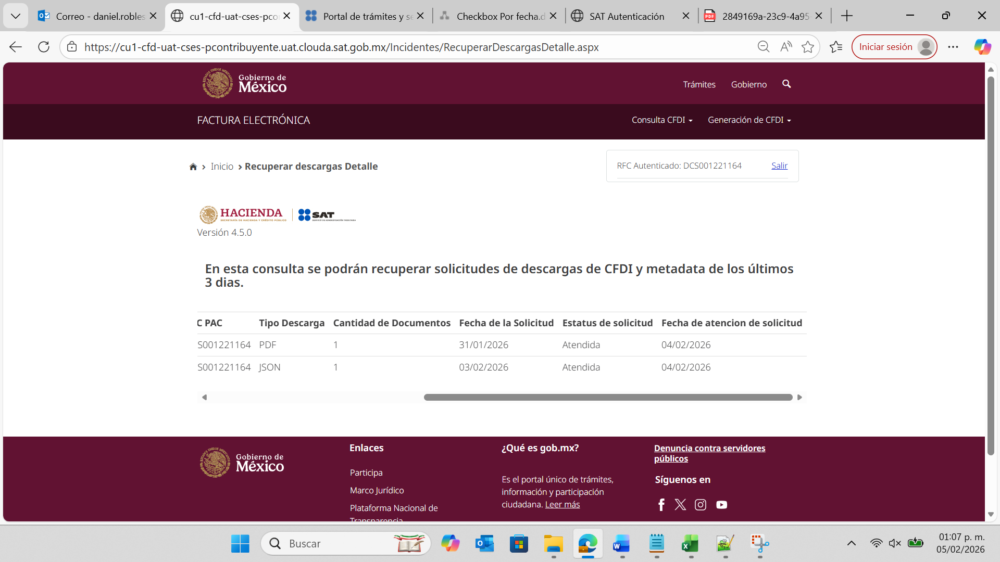 Correo - daniel.robles
cu1-cfd-uat-cses-pco
Portal de trámites y se
Checkbox Por fecha.d
SAT Autenticación
PDF
2849169a-23c9-4a95-
https://cu1-cfd-uat-cses-pcontribuyente.uat.clouda.sat.gob.mx/Incidentes/RecuperarDescargasDetalle.aspx
Iniciar sesión
Gobierno de
México
Trámites
Gobierno
FACTURA ELECTRÓNICA
Consulta CFDI
Generación de CFDI
Inicio
Recuperar descargas Detalle
RFC Autenticado: DCS001221164
Salir
HACIENDA
SECRETARÍA DE HACIENDA Y CRÉDITO PÚBLICO
SAT
SERVICIO DE ADMINISTRACIÓN TRIBUTARIA
Versión 4.5.0
En esta consulta se podrán recuperar solicitudes de descargas de CFDI y metadata de los últimos
3 dias.
C PAC Tipo Descarga Cantidad de Documentos Fecha de la Solicitud Estatus de solicitud Fecha de atencion de solicitud
S001221164 PDF 1 31/01/2026 Atendida 04/02/2026
S001221164 JSON 1 03/02/2026 Atendida 04/02/2026
Gobierno de
México
Enlaces
Participa
Marco Jurídico
Plataforma Nacional de
Transparencia
¿Qué es gob.mx?
Es el portal único de trámites,
información y participación
ciudadana. Leer más
Denuncia contra servidores
públicos
Síguenos en
Buscar
01:07 p. m.
05/02/2026